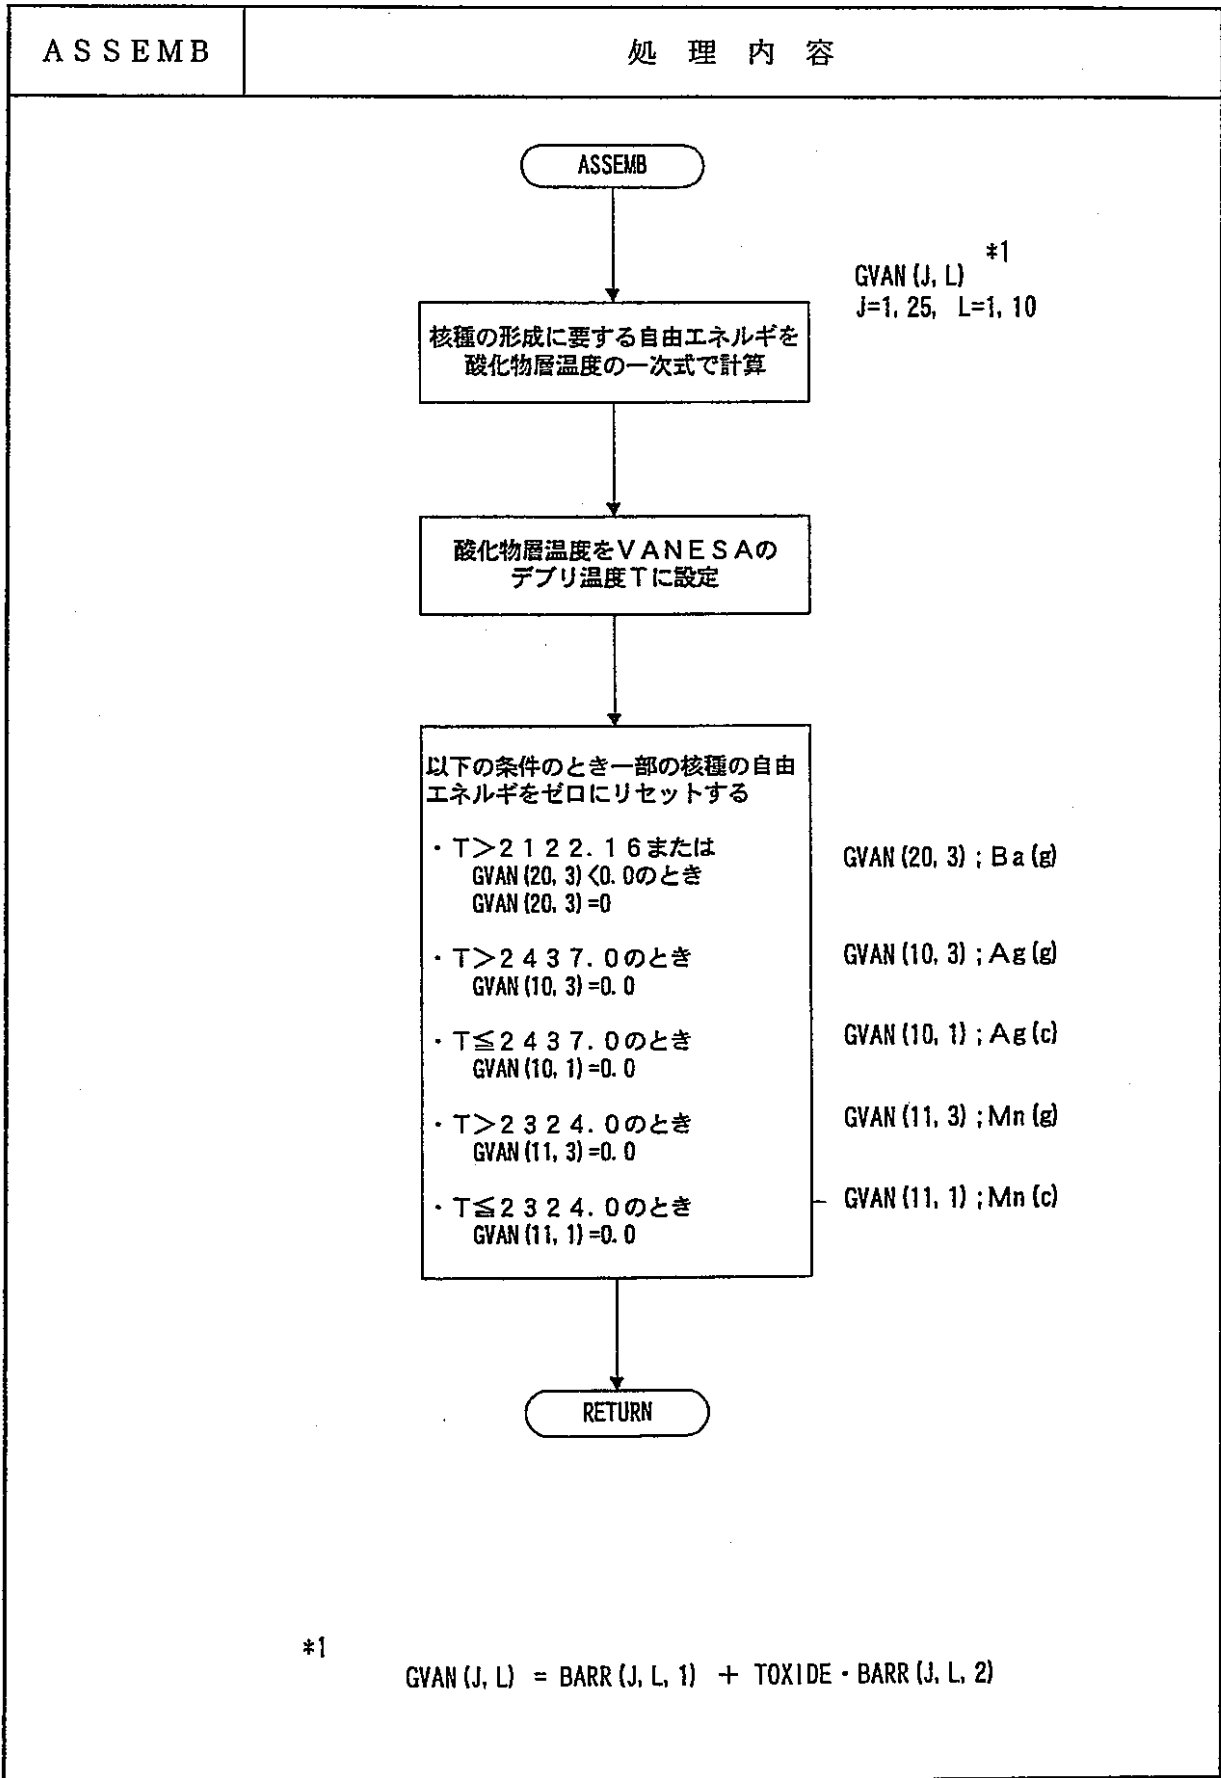 ASSEMB
処理内容
ASSEMB
*1
GVAN(J, L)
J=1, 25, L=1, 10
核種の形成に要する自由エネルギを
酸化物層温度の一次式で計算
酸化物層温度をVANESAの
デブリ温度Tに設定
以下の条件のとき一部の核種の自由
エネルギをゼロにリセットする
・T＞2122.16または
GVAN(20, 3)<0.0のとき
GVAN(20, 3)=0
GVAN(20, 3) ; Ba(g)
・T＞2437.0のとき
GVAN(10, 3)=0.0
GVAN(10, 3) ; Ag(g)
・T≦2437.0のとき
GVAN(10, 1)=0.0
GVAN(10, 1) ; Ag(c)
・T＞2324.0のとき
GVAN(11, 3)=0.0
GVAN(11, 3) ; Mn(g)
・T≦2324.0のとき
GVAN(11, 1)=0.0
GVAN(11, 1) ; Mn(c)
RETURN
*1
GVAN(J, L) = BARR(J, L, 1) + TOXIDE・BARR(J, L, 2)